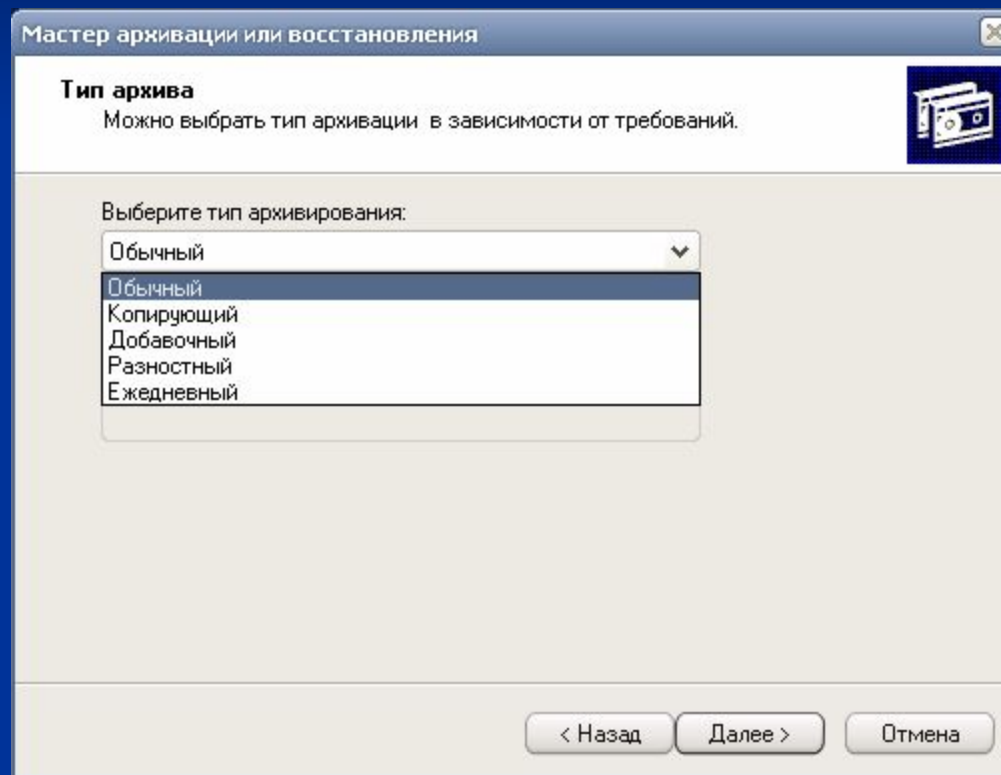 Мастер архивации или восстановления
Тип архива
Можно выбрать тип архивации в зависимости от требований.
Выберите тип архивирования:
Обычный
Обычный
Копирующий
Добавочный
Разностный
Ежедневный
< Назад
Далее >
Отмена